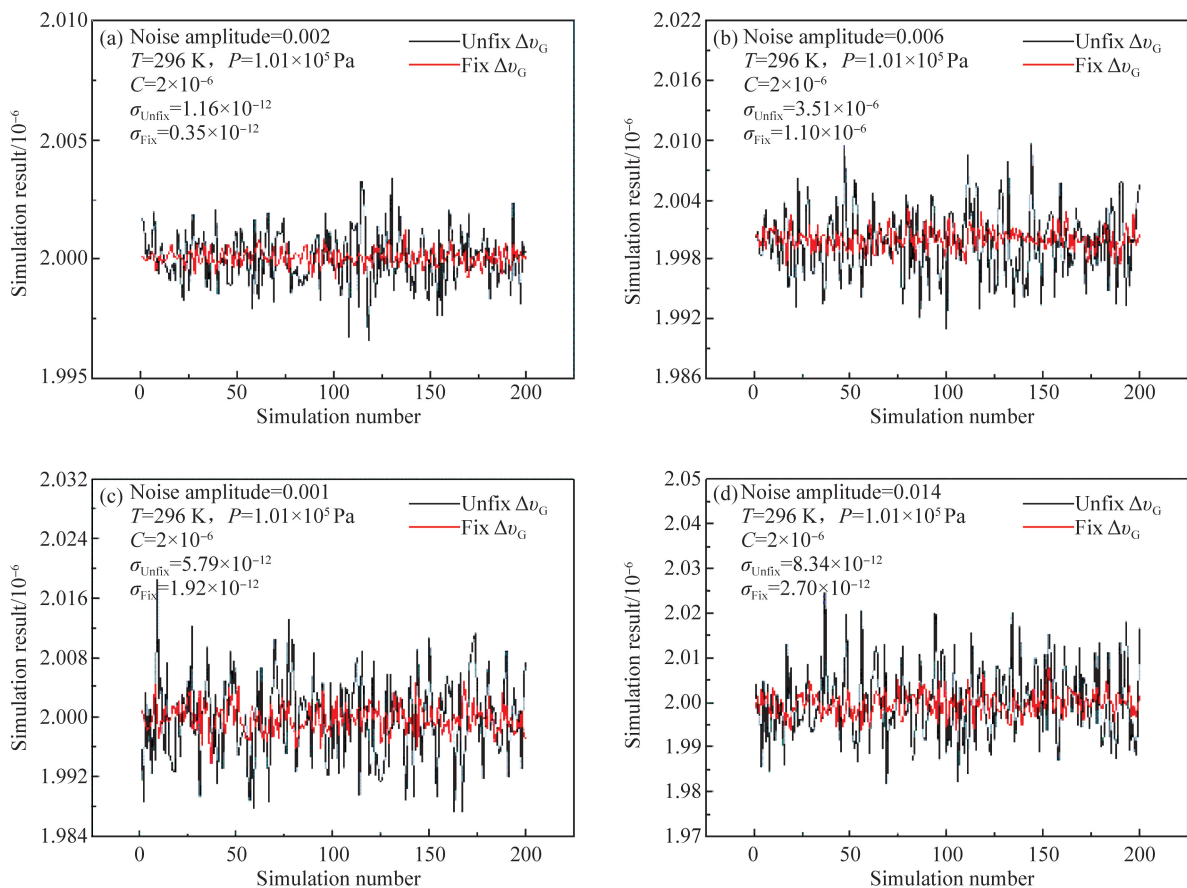 2.010
(a) Noise amplitude=0.002
T=296 K, P=1.01×10⁵ Pa
C=2×10⁻⁶
σUnfix=1.16×10⁻¹²
σFix=0.35×10⁻¹²
Unfix ΔυG
Fix ΔυG
2.005
2.000
1.995
Simulation result/10⁻⁶
0 50 100 150 200
Simulation number
2.022
(b) Noise amplitude=0.006
T=296 K, P=1.01×10⁵ Pa
C=2×10⁻⁶
σUnfix=3.51×10⁻⁶
σFix=1.10×10⁻⁶
Unfix ΔυG
Fix ΔυG
2.016
2.010
2.004
1.998
1.992
1.986
Simulation result/10⁻⁶
0 50 100 150 200
Simulation number
2.032
(c) Noise amplitude=0.001
T=296 K, P=1.01×10⁵ Pa
C=2×10⁻⁶
σUnfix=5.79×10⁻¹²
σFix=1.92×10⁻¹²
Unfix ΔυG
Fix ΔυG
2.024
2.016
2.008
2.000
1.992
1.984
Simulation result/10⁻⁶
0 50 100 150 200
Simulation number
2.05
(d) Noise amplitude=0.014
T=296 K, P=1.01×10⁵ Pa
C=2×10⁻⁶
σUnfix=8.34×10⁻¹²
σFix=2.70×10⁻¹²
Unfix ΔυG
Fix ΔυG
2.04
2.03
2.02
2.01
2.00
1.99
1.98
1.97
Simulation result/10⁻⁶
0 50 100 150 200
Simulation number